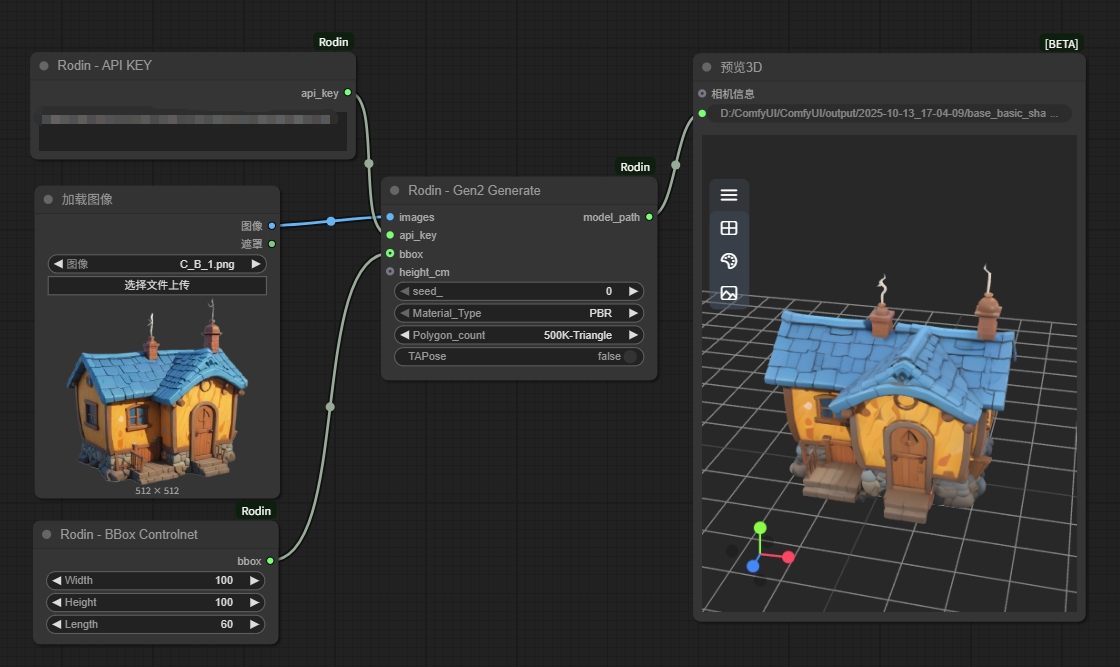 Rodin
Rodin - API KEY
api_key
加载图像
图像
遮罩
图像 C_B_1.png
选择文件上传
512 × 512
Rodin
Rodin - BBox Controlnet
bbox
Width 100
Height 100
Length 60
Rodin
Rodin - Gen2 Generate
images model_path
api_key
bbox
height_cm
seed_ 0
Material_Type PBR
Polygon_count 500K-Triangle
TAPose false
[BETA]
预览3D
相机信息
D:/ComfyUI/ComfyUI/output/2025-10-13_17-04-09/base_basic_sha ...